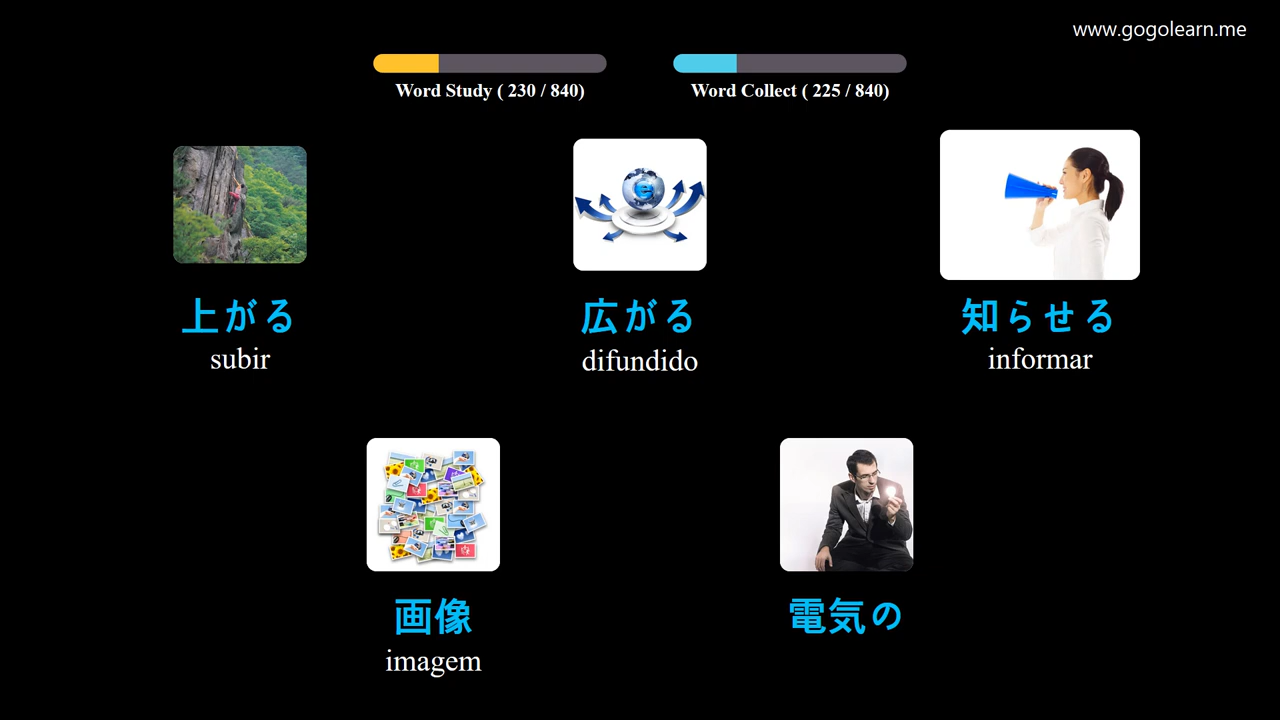 www.gogolearn.me
Word Study ( 230 / 840)
Word Collect ( 225 / 840)
上がる
subir
広がる
difundido
知らせる
informar
画像
imagem
電気の